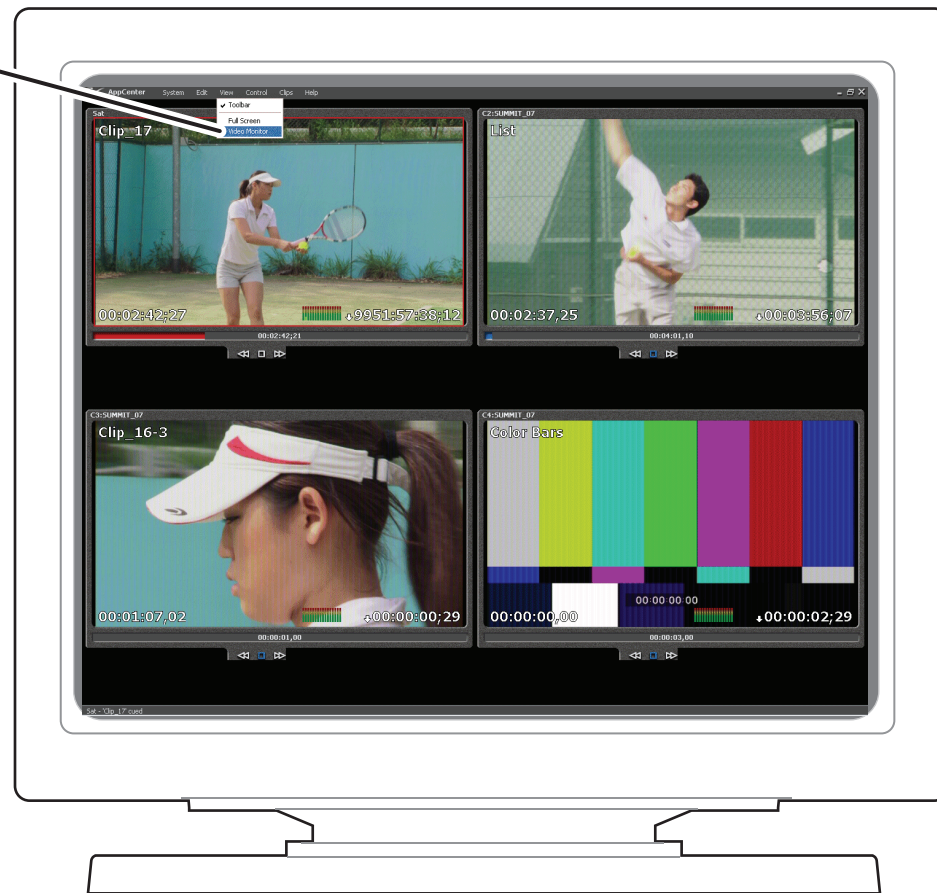 AppCenter System Edit View Control Clips Help
Toolbar
Full Screen
Video Monitor
Sat
Clip_17
00:02:42;27 9951:57:38;12
00:02:42;21
C2:SUMMIT_07
List
00:02:37,25 00:03:56;07
00:04:01,10
C3:SUMMIT_07
Clip_16-3
00:01:07,02 00:00:00;29
00:00:01,00
C4:SUMMIT_07
Color Bars
00:00:00:00
00:00:00,00 00:00:02;29
00:00:03,00
Sat - 'Clip_17' cued